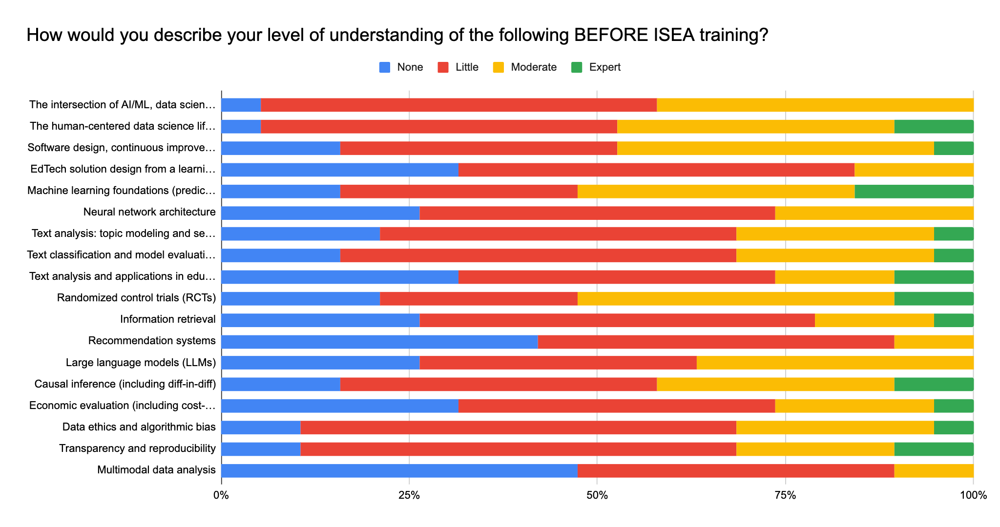 How would you describe your level of understanding of the following BEFORE ISEA training?
None Little Moderate Expert
The intersection of AI/ML, data scien…
The human-centered data science lif…
Software design, continuous improve…
EdTech solution design from a learni…
Machine learning foundations (predic…
Neural network architecture
Text analysis: topic modeling and se…
Text classification and model evaluati…
Text analysis and applications in edu…
Randomized control trials (RCTs)
Information retrieval
Recommendation systems
Large language models (LLMs)
Causal inference (including diff-in-diff)
Economic evaluation (including cost-…
Data ethics and algorithmic bias
Transparency and reproducibility
Multimodal data analysis
0% 25% 50% 75% 100%